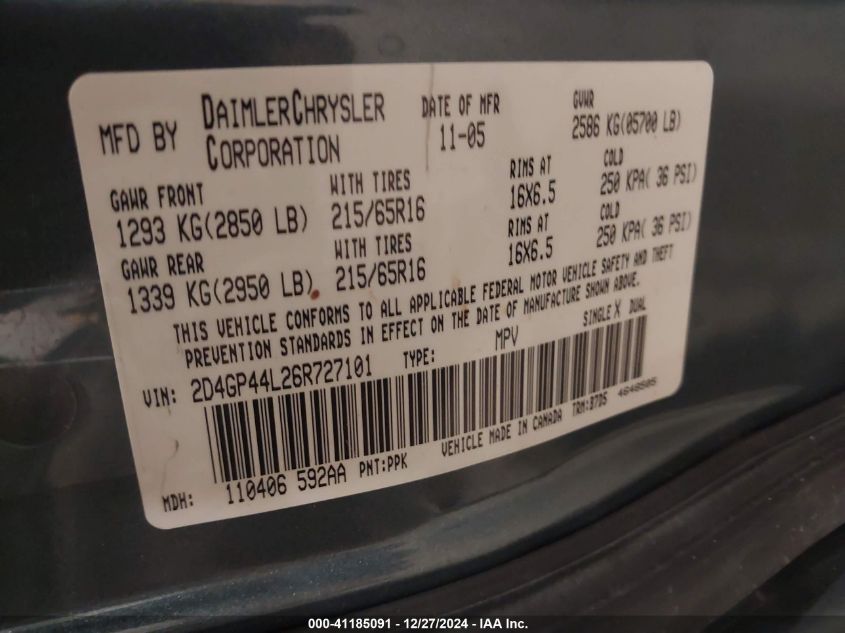 MFD BY DAIMLERCHRYSLER CORPORATION DATE OF MFR 11-05 GVWR 2586 KG(05700 LB)
GAWR FRONT WITH TIRES RIMS AT COLD
1293 KG(2850 LB) 215/65R16 16X6.5 250 KPA( 36 PSI)
GAWR REAR WITH TIRES RIMS AT COLD
1339 KG(2950 LB) 215/65R16 16X6.5 250 KPA( 36 PSI)
THIS VEHICLE CONFORMS TO ALL APPLICABLE FEDERAL MOTOR VEHICLE SAFETY AND THEFT
PREVENTION STANDARDS IN EFFECT ON THE DATE OF MANUFACTURE SHOWN ABOVE.
VIN: 2D4GP44L26R727101 TYPE: MPV SINGLE X DUAL
MDH: 110406 592AA PNT:PPK VEHICLE MADE IN CANADA TRM:B7D5 4648505
000-41185091 - 12/27/2024 - IAA Inc.